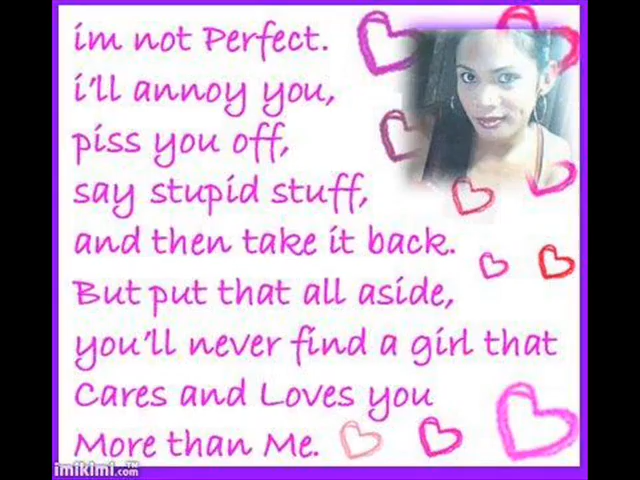 im not Perfect.
i'll annoy you,
piss you off,
say stupid stuff,
and then take it back.
But put that all aside,
you'll never find a girl that
Cares and Loves you
More than Me.
imikimi.com™